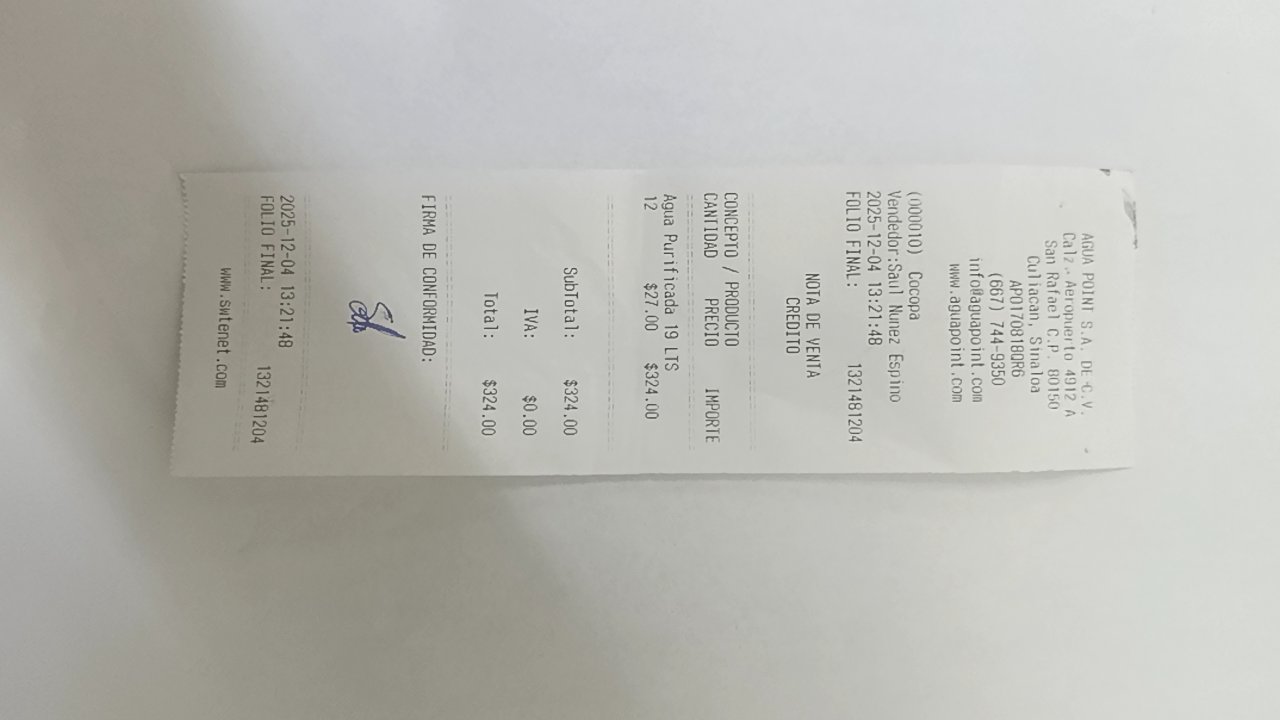 AGUA POINT S.A. DE C.V.
Calz. Aeropuerto 4912 A
San Rafael C.P. 80150
Culiacan, Sinaloa
APO170818QR6
(667) 744-9350
info@aguapoint.com
www.aguapoint.com
(000010) Cocopa
Vendedor:Saul Nunez Espino
2025-12-04 13:21:48
FOLIO FINAL: 1321481204
NOTA DE VENTA
CREDITO
CONCEPTO / PRODUCTO
CANTIDAD PRECIO IMPORTE
Agua Purificada 19 LTS
12 $27.00 $324.00
SubTotal: $324.00
IVA: $0.00
Total: $324.00
FIRMA DE CONFORMIDAD:
2025-12-04 13:21:48
FOLIO FINAL: 1321481204
www.swtenet.com